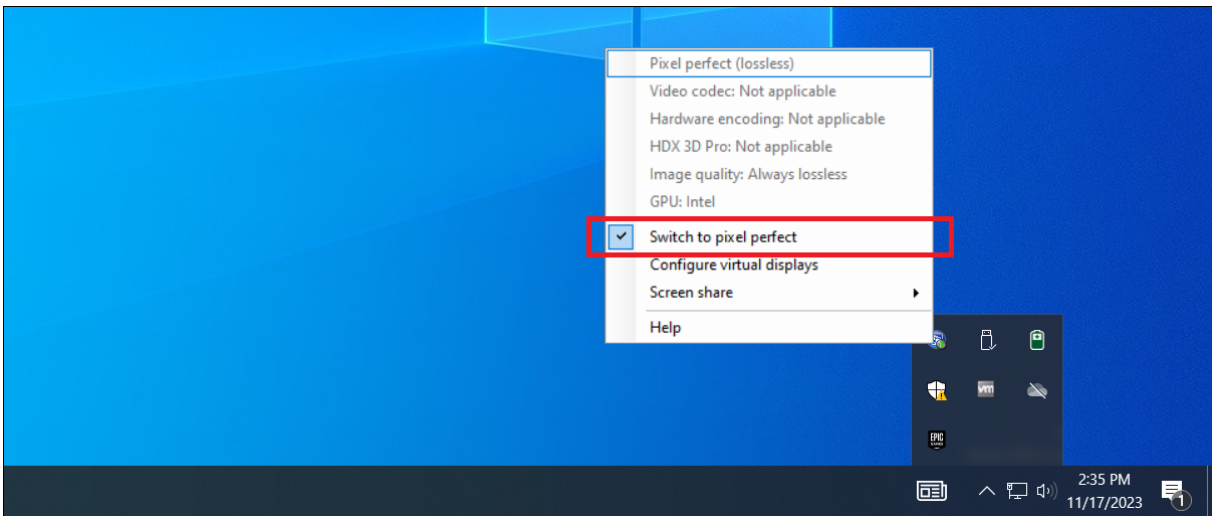 Pixel perfect (lossless)
Video codec: Not applicable
Hardware encoding: Not applicable
HDX 3D Pro: Not applicable
Image quality: Always lossless
GPU: Intel
Switch to pixel perfect
Configure virtual displays
Screen share
Help
vm
EPIC
GAMES
2:35 PM
11/17/2023
1